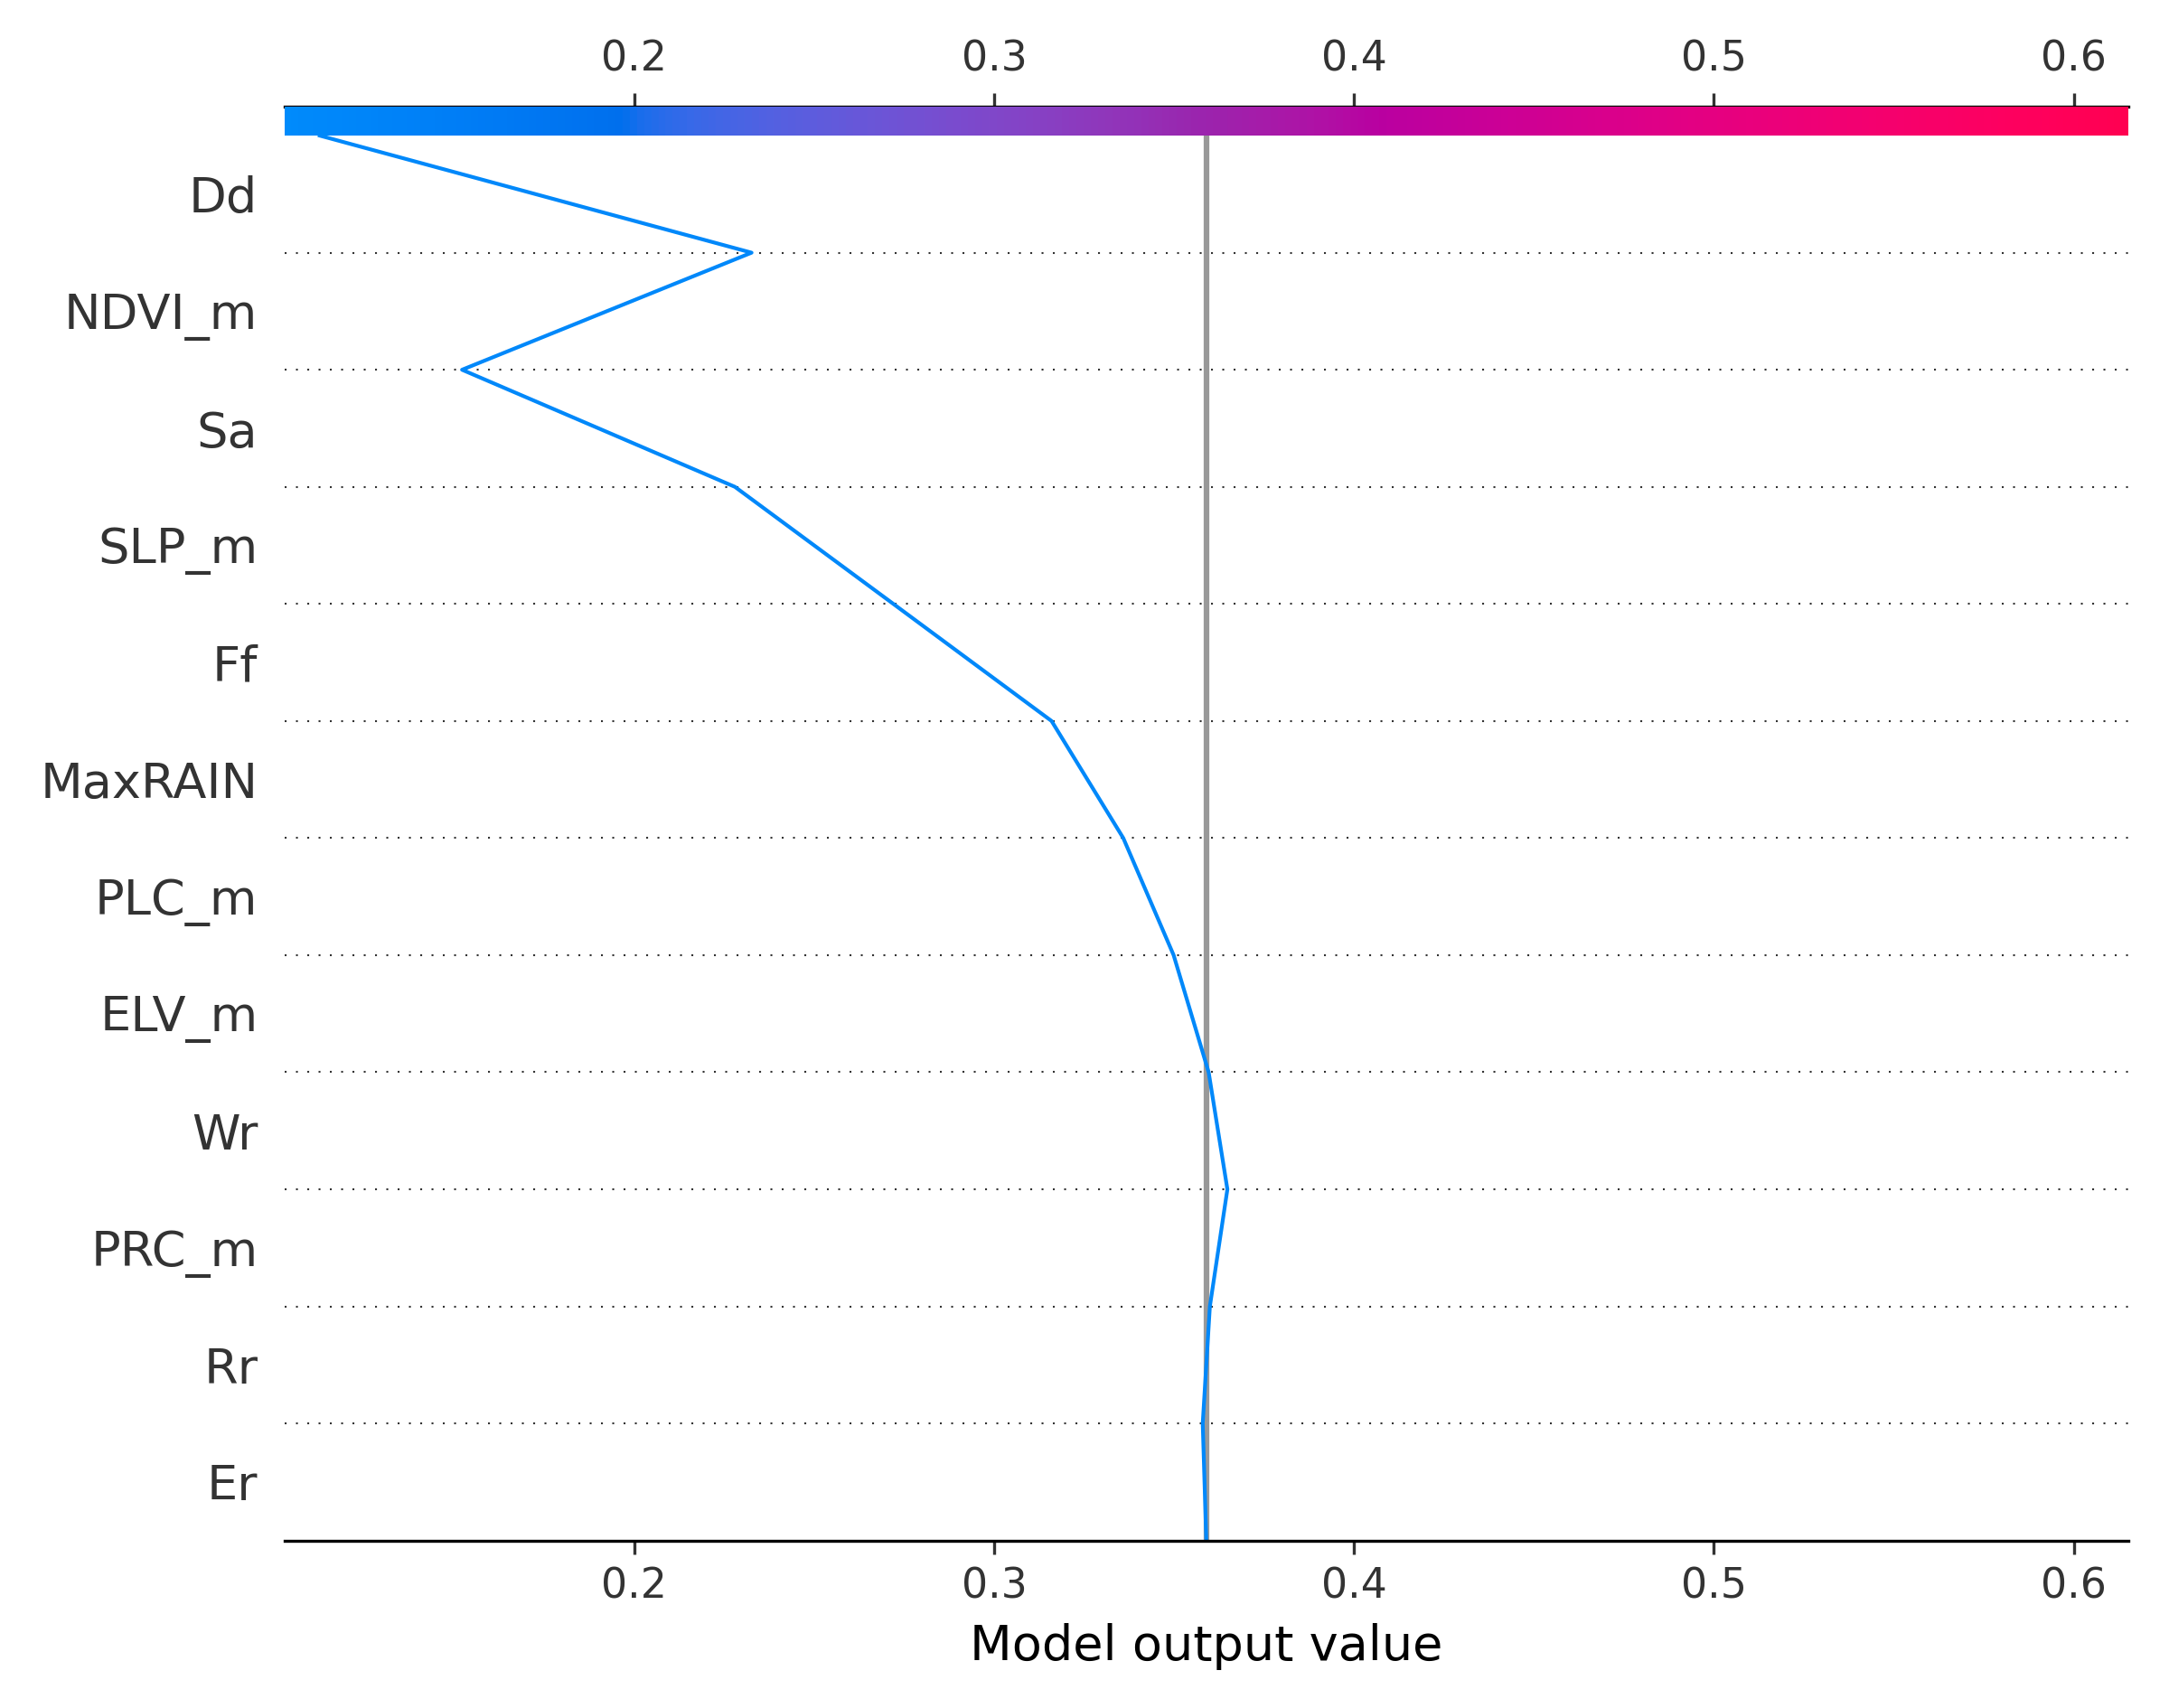 0.2 0.3 0.4 0.5 0.6
Dd
NDVI_m
Sa
SLP_m
Ff
MaxRAIN
PLC_m
ELV_m
Wr
PRC_m
Rr
Er
0.2 0.3 0.4 0.5 0.6
Model output value